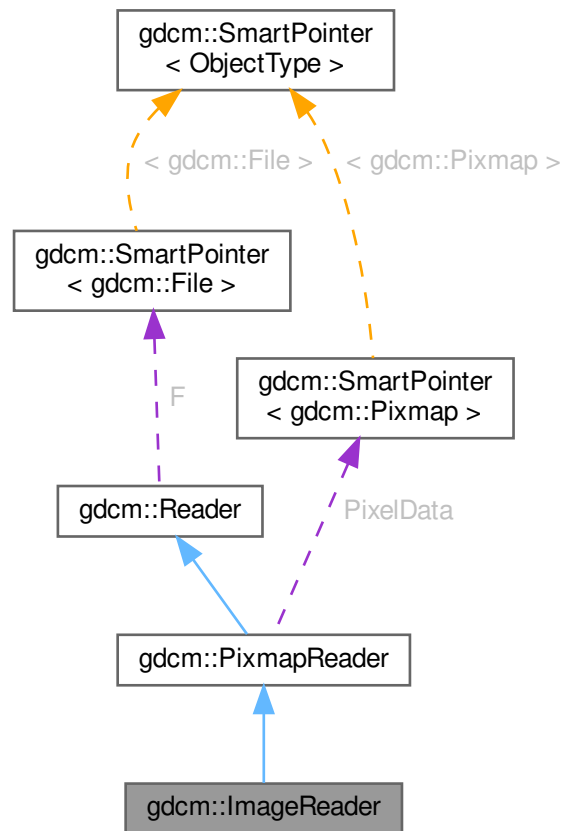 gdcm::SmartPointer
< ObjectType >
< gdcm::File >
< gdcm::Pixmap >
gdcm::SmartPointer
< gdcm::File >
gdcm::SmartPointer
< gdcm::Pixmap >
F
gdcm::Reader
PixelData
gdcm::PixmapReader
gdcm::ImageReader